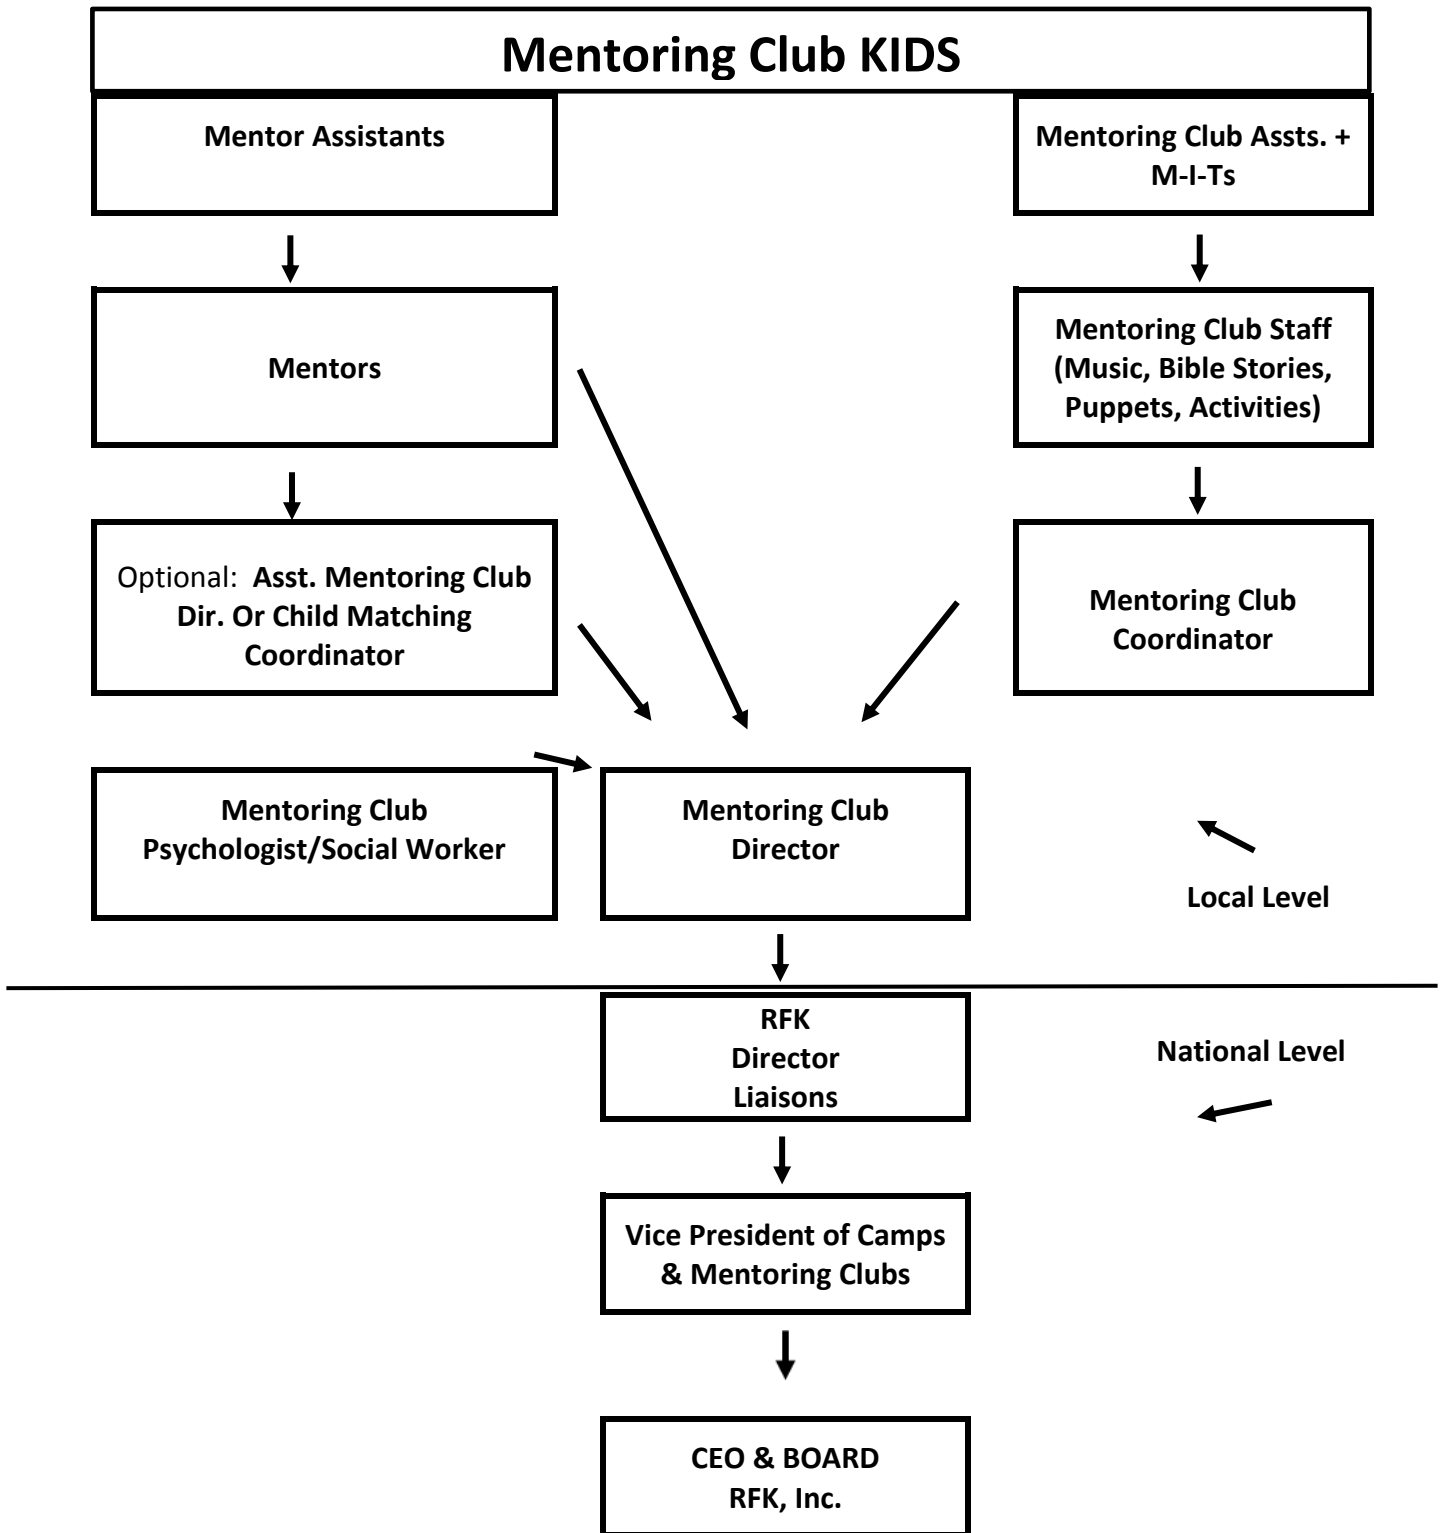 Mentoring Club KIDS
Mentor Assistants
Mentoring Club Assts. +
M-I-Ts
Mentors
Mentoring Club Staff
(Music, Bible Stories,
Puppets, Activities)
Optional: Asst. Mentoring Club
Dir. Or Child Matching
Coordinator
Mentoring Club
Coordinator
Mentoring Club
Psychologist/Social Worker
Mentoring Club
Director
Local Level
RFK
Director
Liaisons
National Level
Vice President of Camps
& Mentoring Clubs
CEO & BOARD
RFK, Inc.